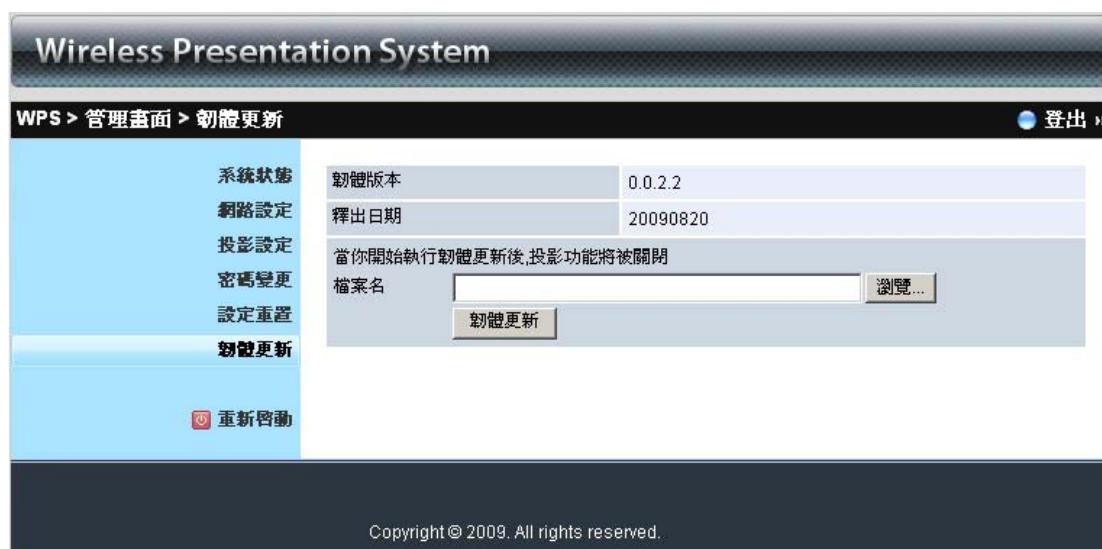 Wireless Presentation System
WPS > 管理畫面 > 韌體更新
登出 »
系統狀態
網路設定
投影設定
密碼變更
設定重置
韌體更新
重新啓動
韌體版本 0.0.2.2
釋出日期 20090820
當你開始執行韌體更新後,投影功能將被關閉
檔案名 瀏覽...
韌體更新
Copyright © 2009. All rights reserved.